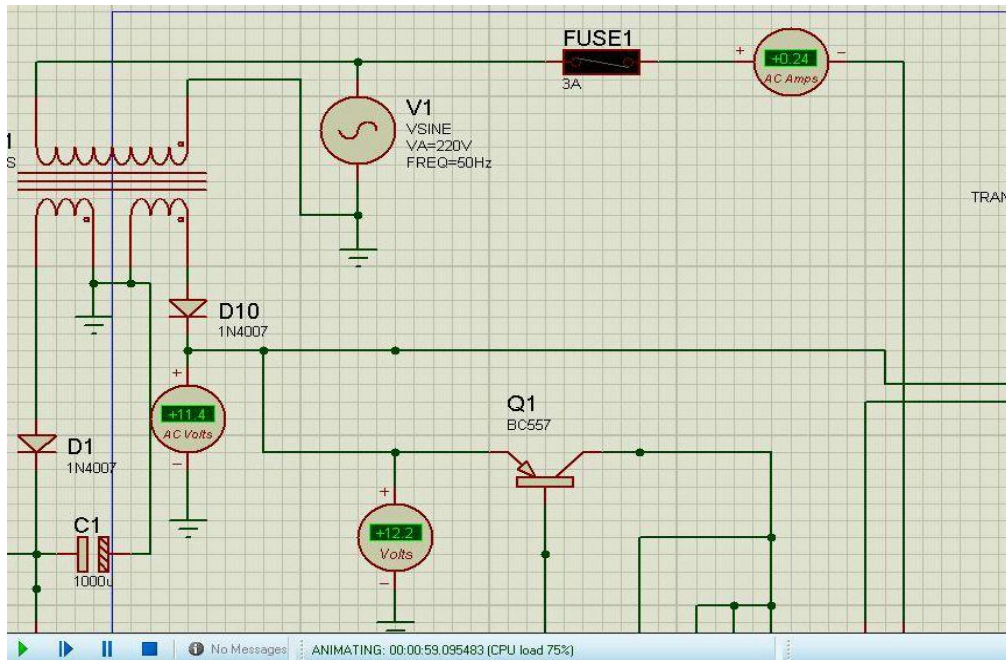 FUSE1
3A
+
+0.24
AC Amps
-
V1
VSINE
VA=220V
FREQ=50Hz
1
S
TRAN
D10
1N4007
+
+11.4
AC Volts
-
Q1
BC557
D1
1N4007
+
+12.2
Volts
-
C1
1000u
No Messages
ANIMATING: 00:00:59.095483 (CPU load 75%)